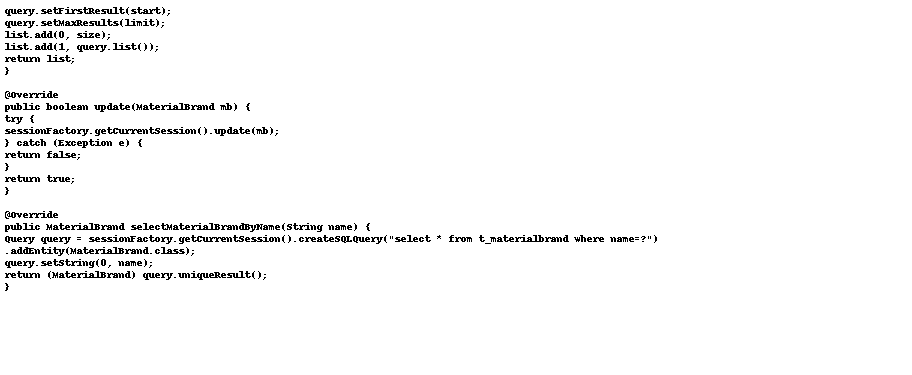 query.setFirstResult(start);
query.setMaxResults(limit);
list.add(0, size);
list.add(1, query.list());
return list;
}
@Override
public boolean update(MaterialBrand mb) {
try {
sessionFactory.getCurrentSession().update(mb);
} catch (Exception e) {
return false;
}
return true;
}
@Override
public MaterialBrand selectMaterialBrandByName(String name) {
Query query = sessionFactory.getCurrentSession().createSQLQuery("select * from t_materialbrand where name=?")
.addEntity(MaterialBrand.class);
query.setString(0, name);
return (MaterialBrand) query.uniqueResult();
}